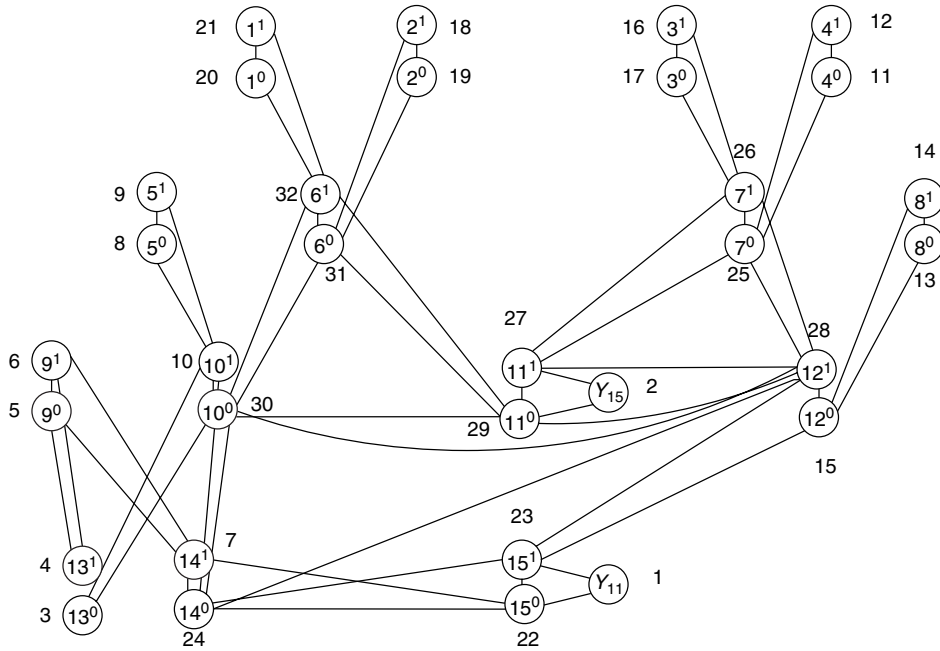 21 1¹ 2¹ 18 16 3¹ 4¹ 12
20 1⁰ 2⁰ 19 17 3⁰ 4⁰ 11
26 14
9 5¹ 32 6¹ 7¹ 8¹
8 5⁰ 6⁰ 7⁰ 8⁰
31 25 13
27 28
6 9¹ 10 10¹ 11¹ 12¹
Y₁₅ 2
5 9⁰ 10⁰ 30 29 11⁰ 12⁰
15
7 23
4 13¹ 14¹ 15¹
Y₁₁ 1
3 13⁰ 14⁰ 15⁰
24 22